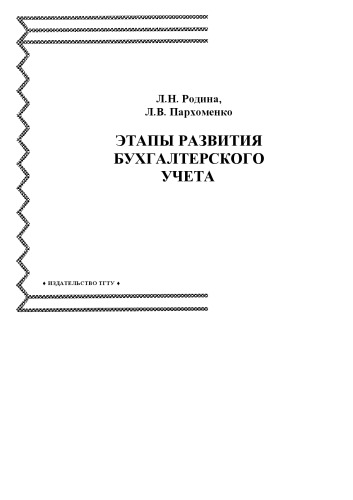 Л.Н. Родина,
Л.В. Пархоменко
ЭТАПЫ РАЗВИТИЯ
БУХГАЛТЕРСКОГО
УЧЕТА
♦ ИЗДАТЕЛЬСТВО ТГТУ ♦